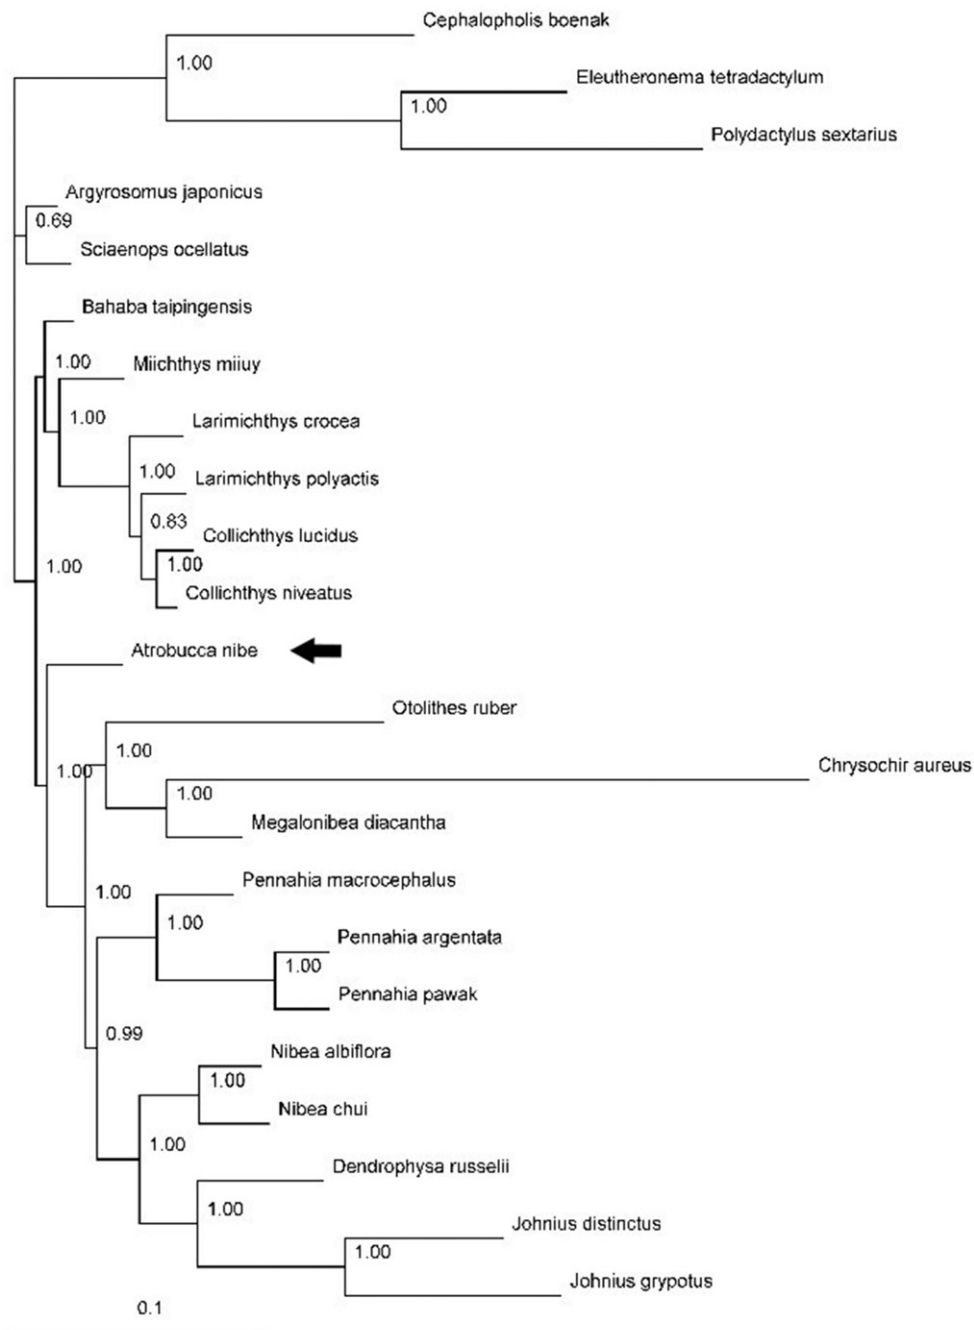 Cephalopholis boenak
1.00
Eleutheronema tetradactylum
1.00
Polydactylus sextarius
Argyrosomus japonicus
0.69
Sciaenops ocellatus
Bahaba taipingensis
1.00
Miichthys miiuy
1.00
Larimichthys crocea
1.00
Larimichthys polyactis
0.83
Collichthys lucidus
1.00
1.00
Collichthys niveatus
Atrobucca nibe
Otolithes ruber
1.00
Chrysochir aureus
1.00
1.00
Megalonibea diacantha
Pennahia macrocephalus
1.00
1.00
Pennahia argentata
1.00
Pennahia pawak
0.99
Nibea albiflora
1.00
Nibea chui
1.00
Dendrophysa russelii
1.00
Johnius distinctus
1.00
Johnius grypotus
0.1